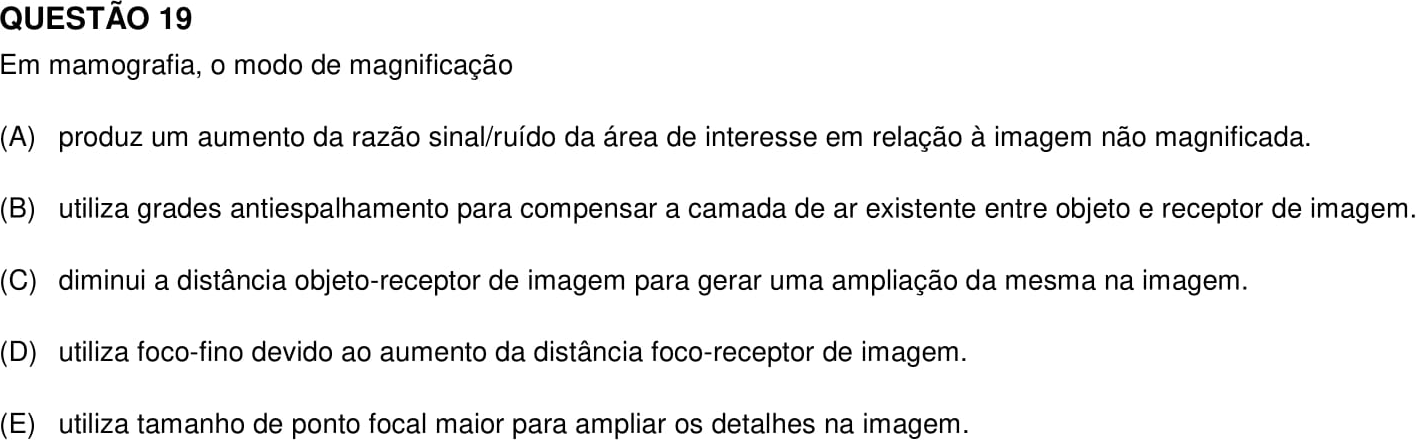 QUESTÃO 19
Em mamografia, o modo de magnificação
(A) produz um aumento da razão sinal/ruído da área de interesse em relação à imagem não magnificada.
(B) utiliza grades antiespalhamento para compensar a camada de ar existente entre objeto e receptor de imagem.
(C) diminui a distância objeto-receptor de imagem para gerar uma ampliação da mesma na imagem.
(D) utiliza foco-fino devido ao aumento da distância foco-receptor de imagem.
(E) utiliza tamanho de ponto focal maior para ampliar os detalhes na imagem.